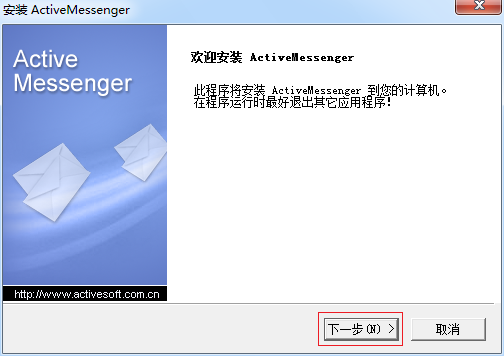 安装 ActiveMessenger
Active
Messenger
欢迎安装 ActiveMessenger
此程序将安装 ActiveMessenger 到您的计算机。
在程序运行时最好退出其它应用程序!
http://www.activesoft.com.cn
下一步(N) >
取消